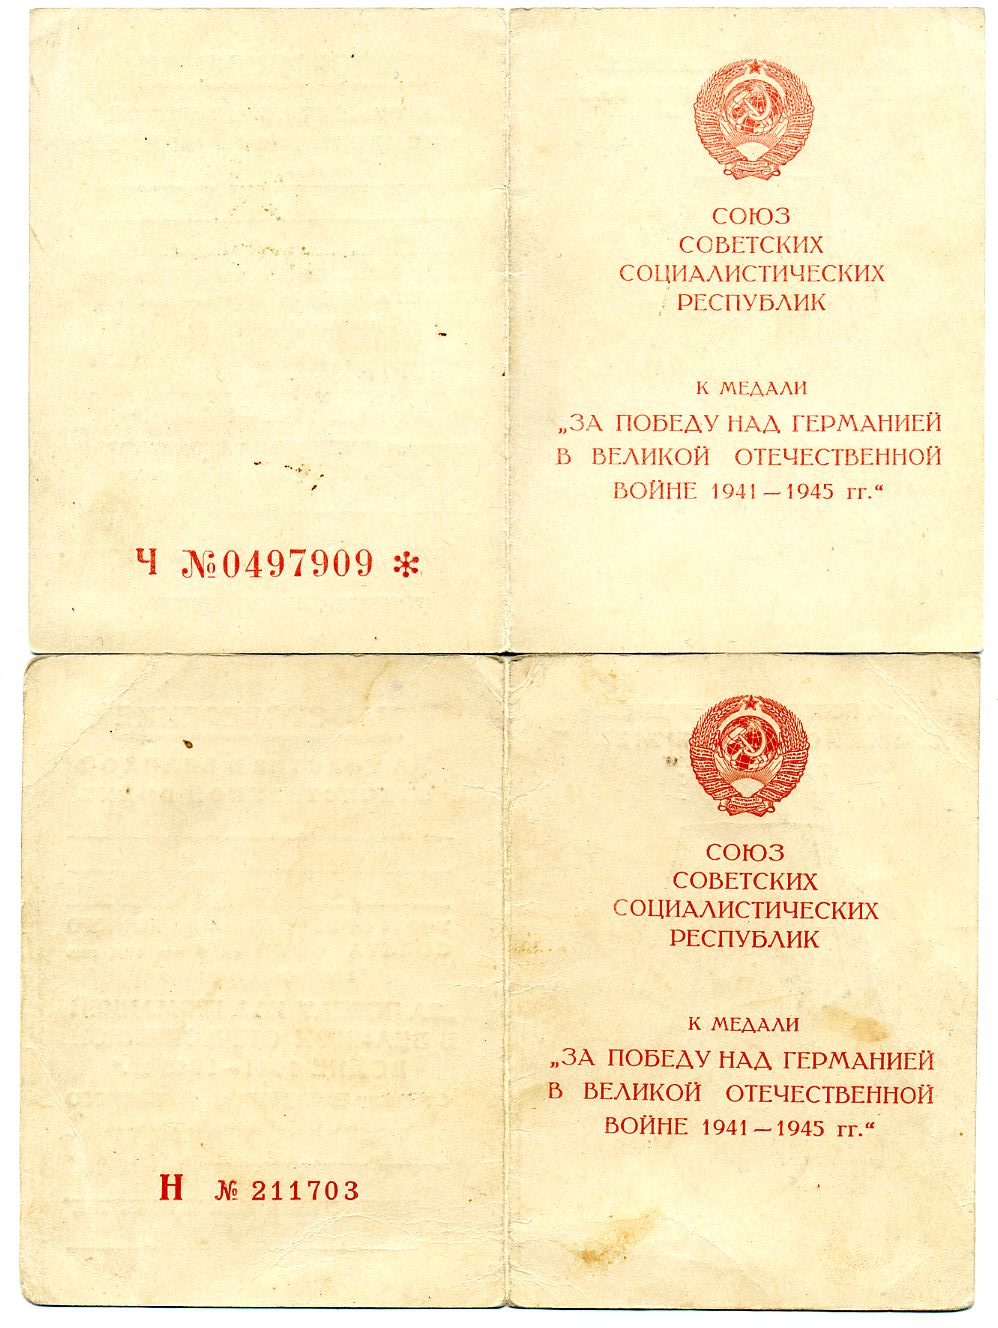 СОЮЗ
СОВЕТСКИХ
СОЦИАЛИСТИЧЕСКИХ
РЕСПУБЛИК
К МЕДАЛИ
„ЗА ПОБЕДУ НАД ГЕРМАНИЕЙ
В ВЕЛИКОЙ ОТЕЧЕСТВЕННОЙ
ВОЙНЕ 1941—1945 гг.“
Ч №0497909 *
СОЮЗ
СОВЕТСКИХ
СОЦИАЛИСТИЧЕСКИХ
РЕСПУБЛИК
К МЕДАЛИ
„ЗА ПОБЕДУ НАД ГЕРМАНИЕЙ
В ВЕЛИКОЙ ОТЕЧЕСТВЕННОЙ
ВОЙНЕ 1941—1945 гг.“
Н № 211703